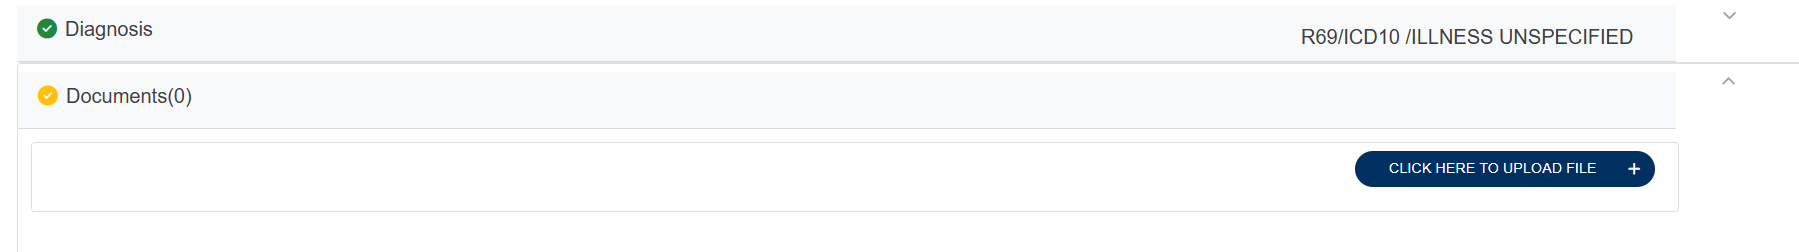 Diagnosis
R69/ICD10 /ILLNESS UNSPECIFIED
Documents(0)
CLICK HERE TO UPLOAD FILE +